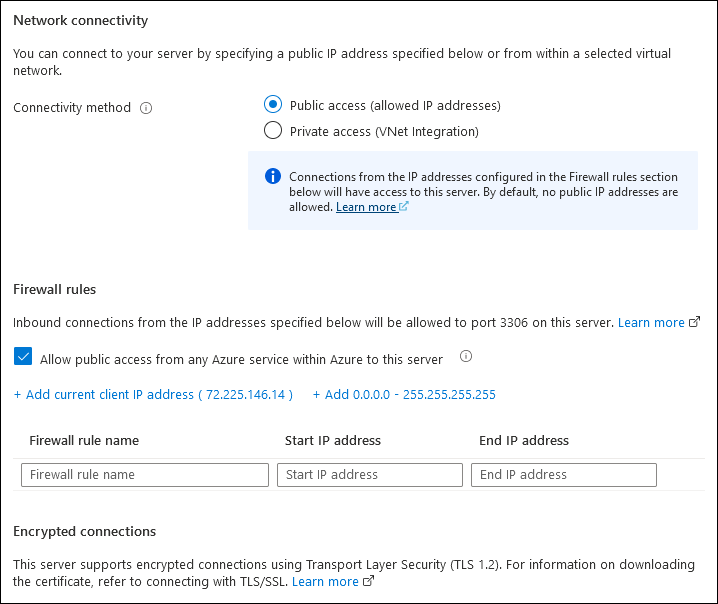 Network connectivity
You can connect to your server by specifying a public IP address specified below or from within a selected virtual
network.
Connectivity method
Public access (allowed IP addresses)
Private access (VNet Integration)
Connections from the IP addresses configured in the Firewall rules section
below will have access to this server. By default, no public IP addresses are
allowed. Learn more
Firewall rules
Inbound connections from the IP addresses specified below will be allowed to port 3306 on this server. Learn more
Allow public access from any Azure service within Azure to this server
+ Add current client IP address ( 72.225.146.14 ) + Add 0.0.0.0 - 255.255.255.255
Firewall rule name Start IP address End IP address
Firewall rule name Start IP address End IP address
Encrypted connections
This server supports encrypted connections using Transport Layer Security (TLS 1.2). For information on downloading
the certificate, refer to connecting with TLS/SSL. Learn more